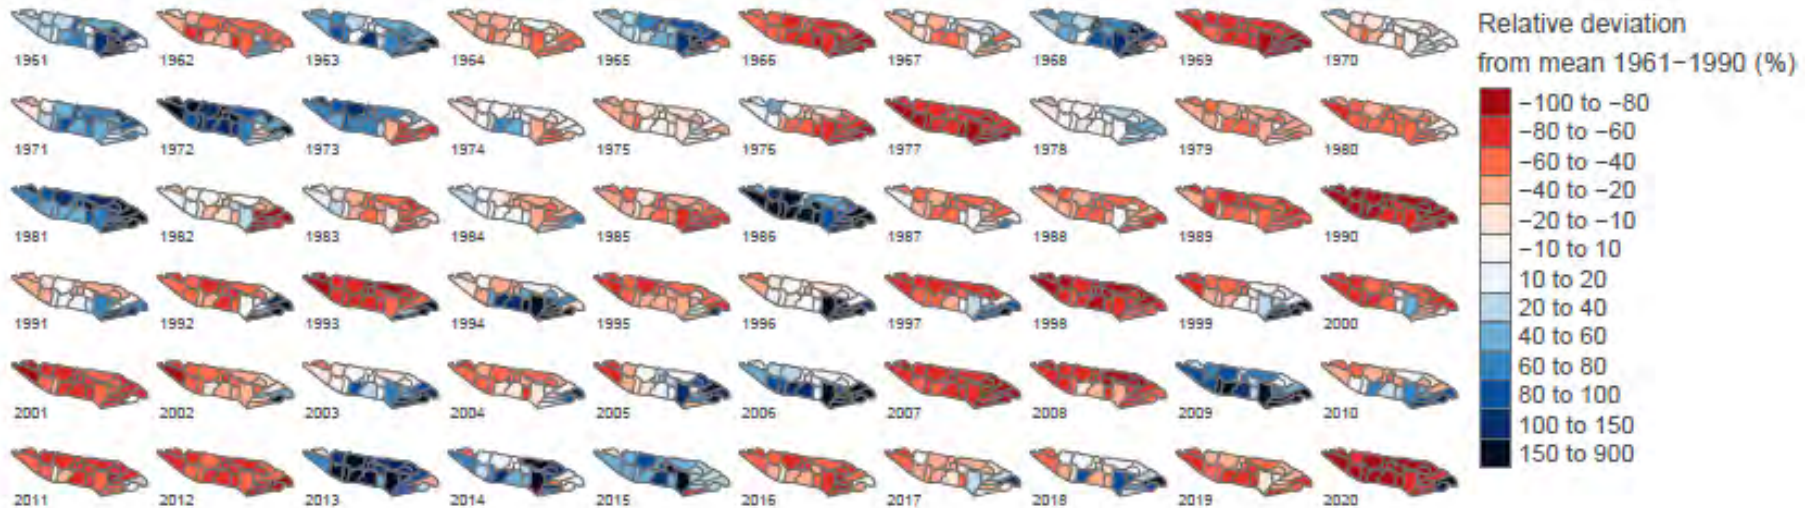 Relative deviation
from mean 1961−1990 (%)
−100 to −80
−80 to −60
−60 to −40
−40 to −20
−20 to −10
−10 to 10
10 to 20
20 to 40
40 to 60
60 to 80
80 to 100
100 to 150
150 to 900
1961 1962 1963 1964 1965 1966 1967 1968 1969 1970
1971 1972 1973 1974 1975 1976 1977 1978 1979 1980
1981 1982 1983 1984 1985 1986 1987 1988 1989 1990
1991 1992 1993 1994 1995 1996 1997 1998 1999 2000
2001 2002 2003 2004 2005 2006 2007 2008 2009 2010
2011 2012 2013 2014 2015 2016 2017 2018 2019 2020